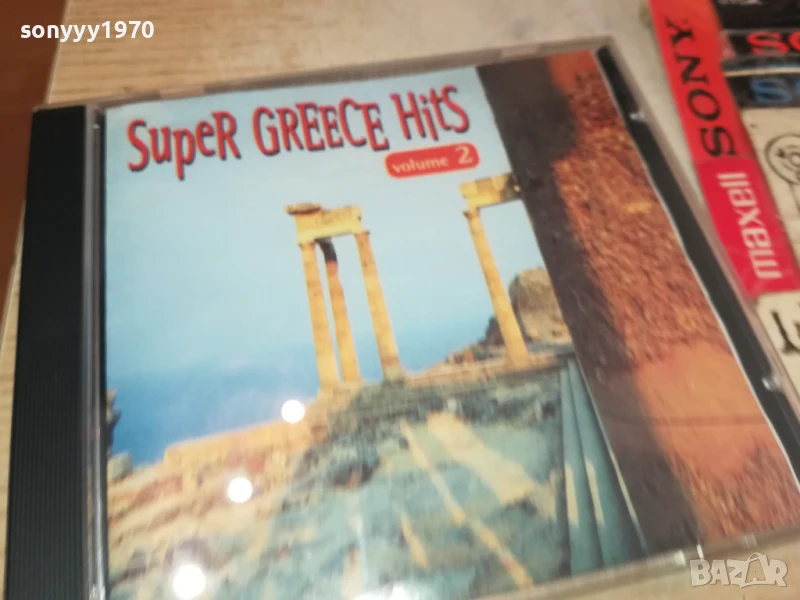 sonyyy1970
SupeR GREECE Hits
volume 2
SONY
maxell
BAZAR